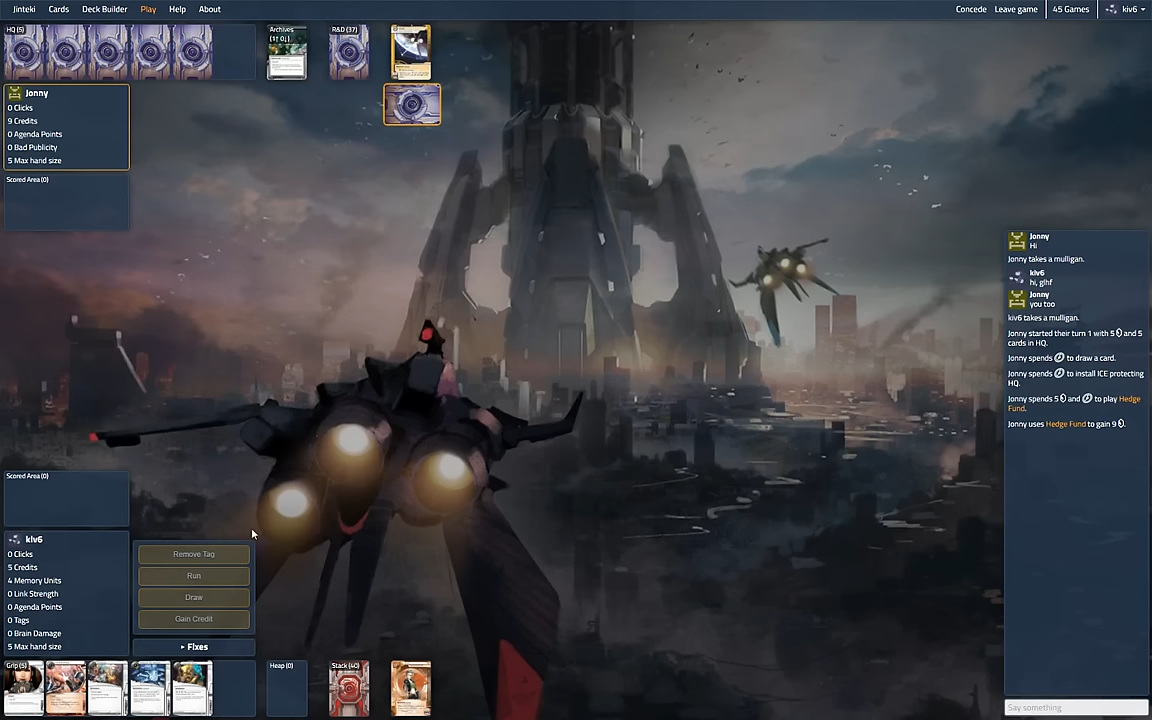 Jinteki
Cards
Deck Builder
Play
Help
About
Concede
Leave game
45 Games
kiv6
HQ (5)
Archives
(1↑ 0↓)
R&D (37)
Jonny
0 Clicks
9 Credits
0 Agenda Points
0 Bad Publicity
5 Max hand size
Scored Area (0)
Jonny
Hi
Jonny takes a mulligan.
kiv6
hi, glhf
Jonny
you too
kiv6 takes a mulligan.
Jonny started their turn 1 with 5 and 5
cards in HQ.
Jonny spends to draw a card.
Jonny spends to install ICE protecting
HQ.
Jonny spends 5 and to play Hedge
Fund.
Jonny uses Hedge Fund to gain 9 .
Scored Area (0)
kiv6
0 Clicks
5 Credits
4 Memory Units
0 Link Strength
0 Agenda Points
0 Tags
0 Brain Damage
5 Max hand size
Remove Tag
Run
Draw
Gain Credit
▸ Fixes
Grip (5)
Heap (0)
Stack (40)
Say something